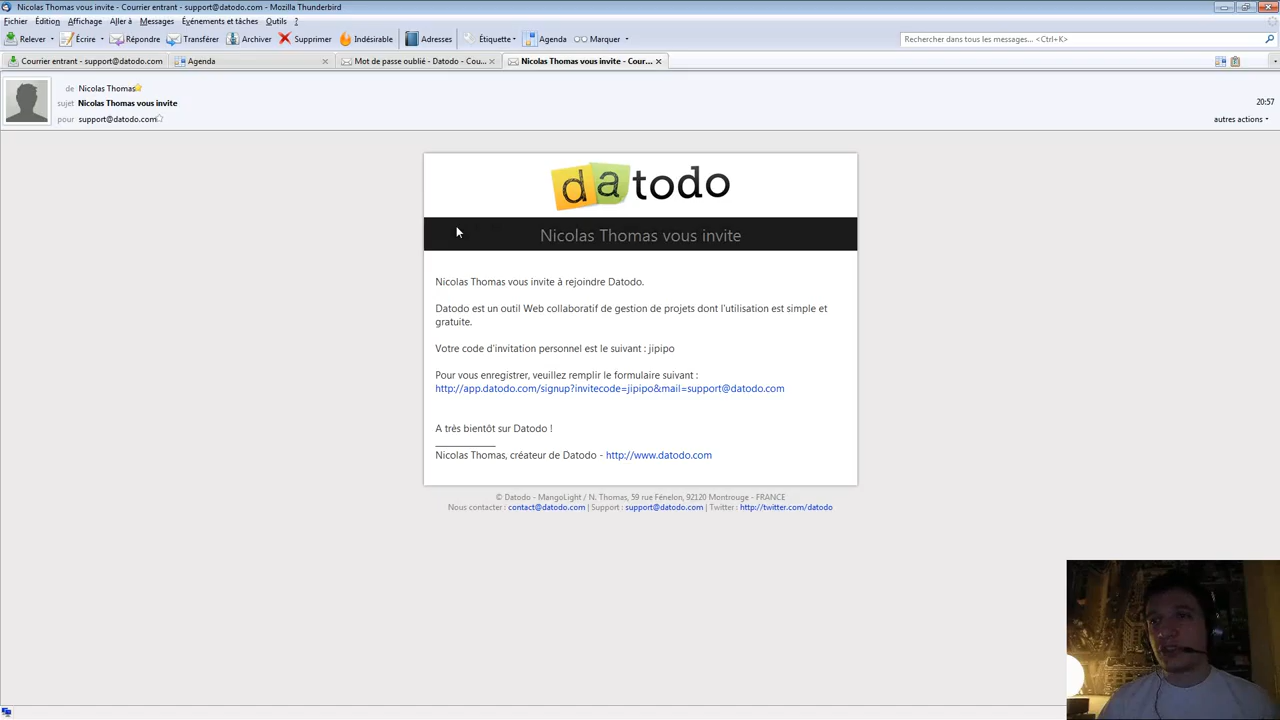 Nicolas Thomas vous invite - Courrier entrant - support@datodo.com - Mozilla Thunderbird
Fichier Édition Affichage Aller à Messages Événements et tâches Outils ?
Relever Écrire Répondre Transférer Archiver Indésirable Supprimer Adresses Étiquette Agenda Marquer Rechercher dans tous les messages... <Ctrl+K>
Courrier entrant - support@datodo.com Agenda Mot de passe oublié - Datodo - Cou... Nicolas Thomas vous invite - Cour...
de Nicolas Thomas
sujet Nicolas Thomas vous invite 20:57
pour support@datodo.com autres actions
datodo
Nicolas Thomas vous invite
Nicolas Thomas vous invite à rejoindre Datodo.
Datodo est un outil Web collaboratif de gestion de projets dont l'utilisation est simple et
gratuite.
Votre code d'invitation personnel est le suivant : jipipo
Pour vous enregistrer, veuillez remplir le formulaire suivant :
http://app.datodo.com/signup?invitecode=jipipo&mail=support@datodo.com
A très bientôt sur Datodo !
Nicolas Thomas, créateur de Datodo - http://www.datodo.com
© Datodo - MangoLight / N. Thomas, 59 rue Fénelon, 92120 Montrouge - FRANCE
Nous contacter : contact@datodo.com | Support : support@datodo.com | Twitter : http://twitter.com/datodo